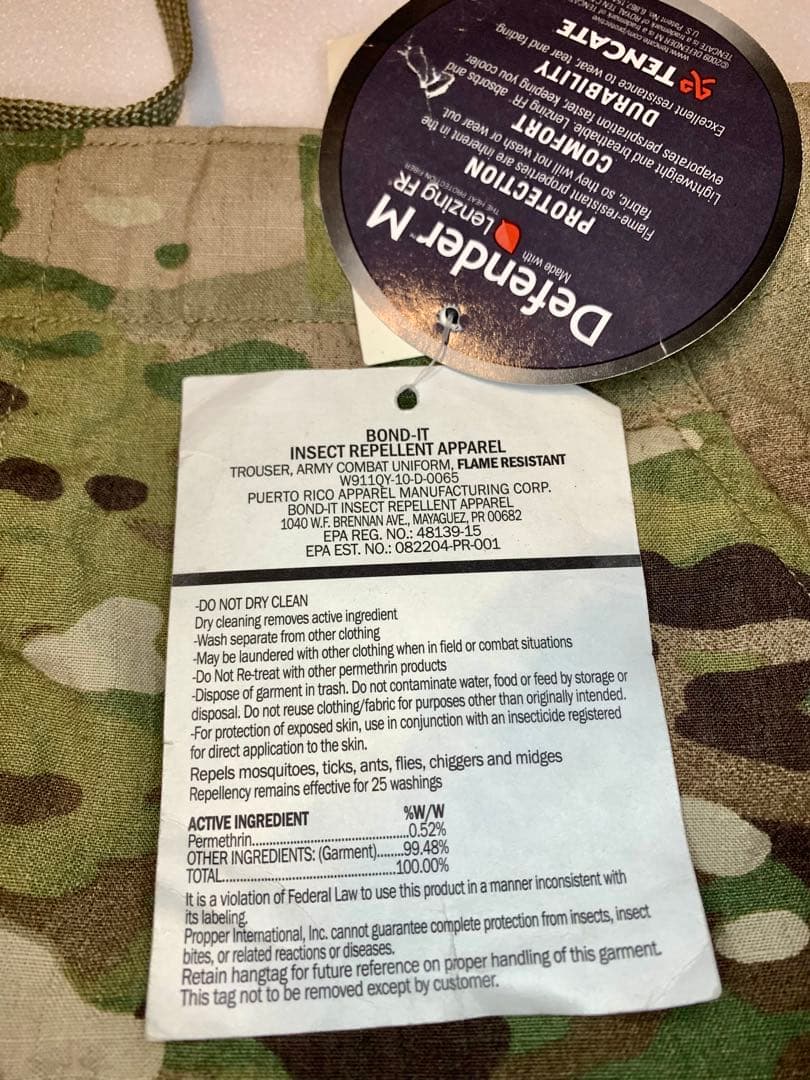 BOND-IT
INSECT REPELLENT APPAREL
TROUSER, ARMY COMBAT UNIFORM, FLAME RESISTANT
W911QY-10-D-0065
PUERTO RICO APPAREL MANUFACTURING CORP.
BOND-IT INSECT REPELLENT APPAREL
1040 W.F. BRENNAN AVE., MAYAGUEZ, PR 00682
EPA REG. NO.: 48139-15
EPA EST. NO.: 082204-PR-001
-DO NOT DRY CLEAN
Dry cleaning removes active ingredient
-Wash separate from other clothing
-May be laundered with other clothing when in field or combat situations
-Do Not Re-treat with other permethrin products
-Dispose of garment in trash. Do not contaminate water, food or feed by storage or
disposal. Do not reuse clothing/fabric for purposes other than originally intended.
-For protection of exposed skin, use in conjunction with an insecticide registered
for direct application to the skin.
Repels mosquitoes, ticks, ants, flies, chiggers and midges
Repellency remains effective for 25 washings
ACTIVE INGREDIENT %W/W
Permethrin..........................................0.52%
OTHER INGREDIENTS: (Garment).......99.48%
TOTAL................................................100.00%
It is a violation of Federal Law to use this product in a manner inconsistent with
its labeling.
Propper International, Inc. cannot guarantee complete protection from insects, insect
bites, or related reactions or diseases.
Retain hangtag for future reference on proper handling of this garment.
This tag not to be removed except by customer.
Defender M™
Made with Lenzing FR®
THE HEAT PROTECTION FIBER
PROTECTION
Flame-resistant properties are inherent in the
fabric, so they will not wash or wear out.
COMFORT
Lightweight and breathable, Lenzing FR® absorbs and
evaporates perspiration faster, keeping you cooler.
DURABILITY
Excellent resistance to wear, tear and fading
TENCATE